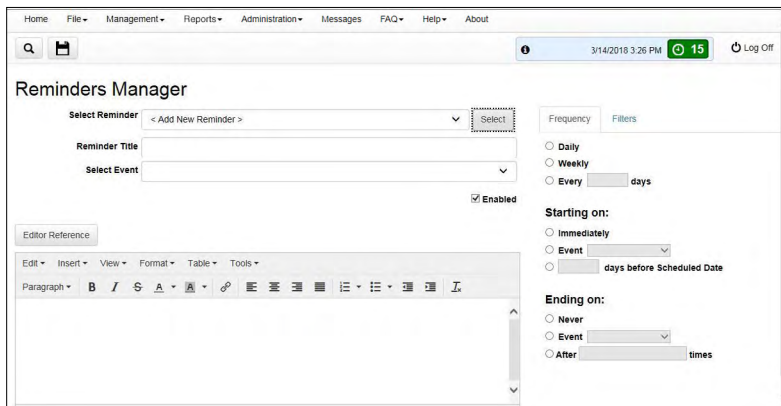 Home File Management Reports Administration Messages FAQ Help About
3/14/2018 3:26 PM 15 Log Off
Reminders Manager
Select Reminder < Add New Reminder > Select
Reminder Title
Select Event
Enabled
Editor Reference
Edit Insert View Format Table Tools
Paragraph B I S A A Ix
Frequency Filters
Daily
Weekly
Every days
Starting on:
Immediately
Event
days before Scheduled Date
Ending on:
Never
Event
After times